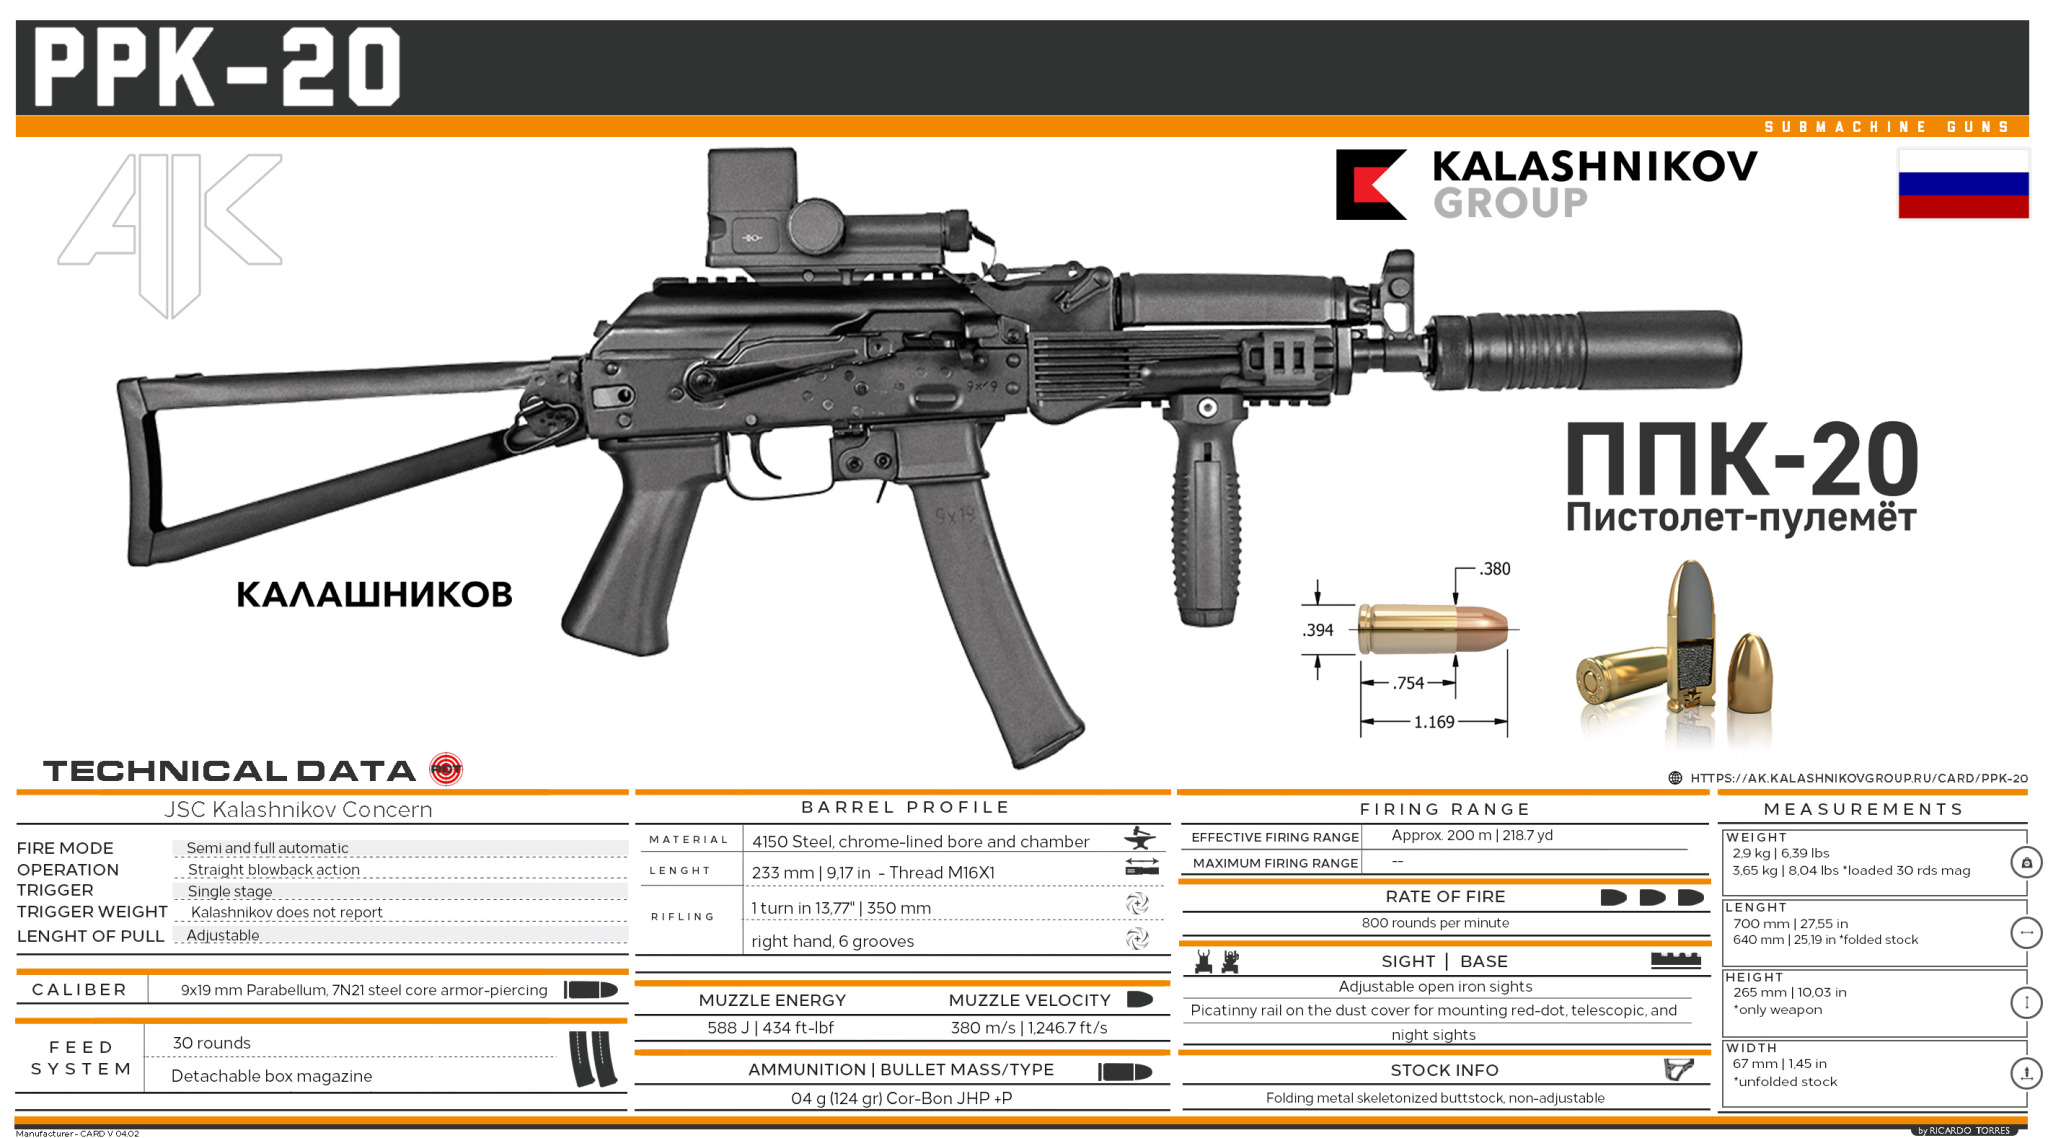 PPK-20
SUBMACHINE GUNS
AK
KALASHNIKOV
GROUP
9x19
9x19
ППК-20
Пистолет-пулемёт
КАЛАШНИКОВ
.380
.394
.754
1.169
TECHNICAL DATA
HTTPS://AK.KALASHNIKOVGROUP.RU/CARD/PPK-20
JSC Kalashnikov Concern
FIRE MODE Semi and full automatic
OPERATION Straight blowback action
TRIGGER Single stage
TRIGGER WEIGHT Kalashnikov does not report
LENGHT OF PULL Adjustable
CALIBER 9x19 mm Parabellum, 7N21 steel core armor-piercing
FEED SYSTEM
30 rounds
Detachable box magazine
BARREL PROFILE
MATERIAL 4150 Steel, chrome-lined bore and chamber
LENGHT 233 mm | 9,17 in - Thread M16X1
RIFLING
1 turn in 13,77" | 350 mm
right hand, 6 grooves
MUZZLE ENERGY MUZZLE VELOCITY
588 J | 434 ft-lbf 380 m/s | 1,246.7 ft/s
AMMUNITION | BULLET MASS/TYPE
04 g (124 gr) Cor-Bon JHP +P
FIRING RANGE
EFFECTIVE FIRING RANGE Approx. 200 m | 218.7 yd
MAXIMUM FIRING RANGE --
RATE OF FIRE
800 rounds per minute
SIGHT | BASE
Adjustable open iron sights
Picatinny rail on the dust cover for mounting red-dot, telescopic, and
night sights
STOCK INFO
Folding metal skeletonized buttstock, non-adjustable
MEASUREMENTS
WEIGHT
2,9 kg | 6,39 lbs
3,65 kg | 8,04 lbs *loaded 30 rds mag
LENGHT
700 mm | 27,55 in
640 mm | 25,19 in *folded stock
HEIGHT
265 mm | 10,03 in
*only weapon
WIDTH
67 mm | 1,45 in
*unfolded stock
Manufacturer - CARD V 04.02
by RICARDO TORRES